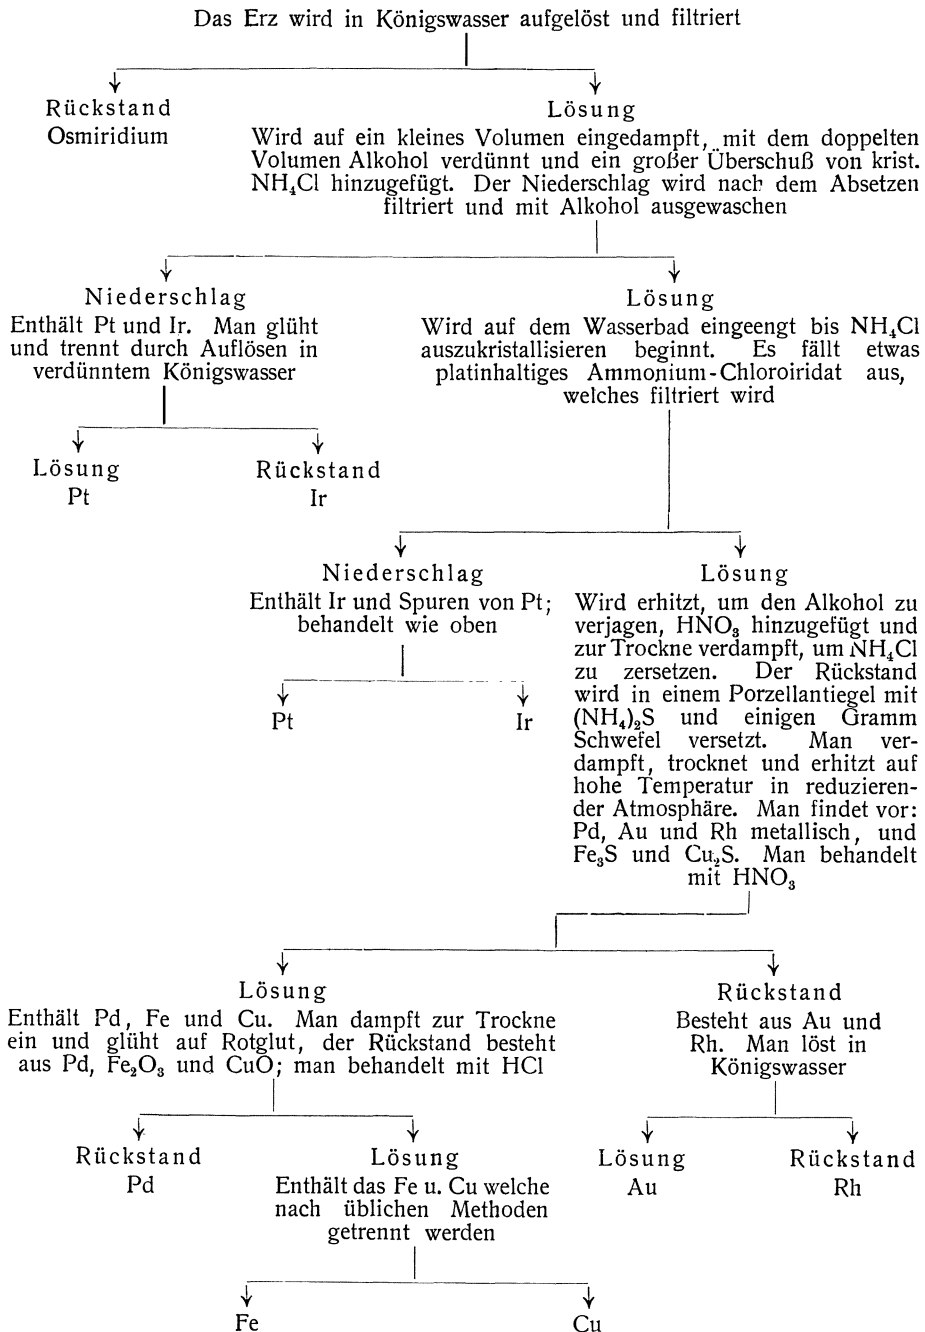 Das Erz wird in Königswasser aufgelöst und filtriert
Rückstand
Osmiridium
Lösung
Wird auf ein kleines Volumen eingedampft, mit dem doppelten
Volumen Alkohol verdünnt und ein großer Überschuß von krist.
NH₄Cl hinzugefügt. Der Niederschlag wird nach dem Absetzen
filtriert und mit Alkohol ausgewaschen
Niederschlag
Enthält Pt und Ir. Man glüht
und trennt durch Auflösen in
verdünntem Königswasser
Lösung
Wird auf dem Wasserbad eingeengt bis NH₄Cl
auszukristallisieren beginnt. Es fällt etwas
platinhaltiges Ammonium-Chloroiridat aus,
welches filtriert wird
Lösung
Pt
Rückstand
Ir
Niederschlag
Enthält Ir und Spuren von Pt;
behandelt wie oben
Pt
Ir
Lösung
Wird erhitzt, um den Alkohol zu
verjagen, HNO₃ hinzugefügt und
zur Trockne verdampft, um NH₄Cl
zu zersetzen. Der Rückstand
wird in einem Porzellantiegel mit
(NH₄)₂S und einigen Gramm
Schwefel versetzt. Man ver-
dampft, trocknet und erhitzt auf
hohe Temperatur in reduzieren-
der Atmosphäre. Man findet vor:
Pd, Au und Rh metallisch, und
Fe₃S und Cu₂S. Man behandelt
mit HNO₃
Lösung
Enthält Pd, Fe und Cu. Man dampft zur Trockne
ein und glüht auf Rotglut, der Rückstand besteht
aus Pd, Fe₂O₃ und CuO; man behandelt mit HCl
Rückstand
Besteht aus Au und
Rh. Man löst in
Königswasser
Rückstand
Pd
Lösung
Enthält das Fe u. Cu welche
nach üblichen Methoden
getrennt werden
Lösung
Au
Rückstand
Rh
Fe
Cu